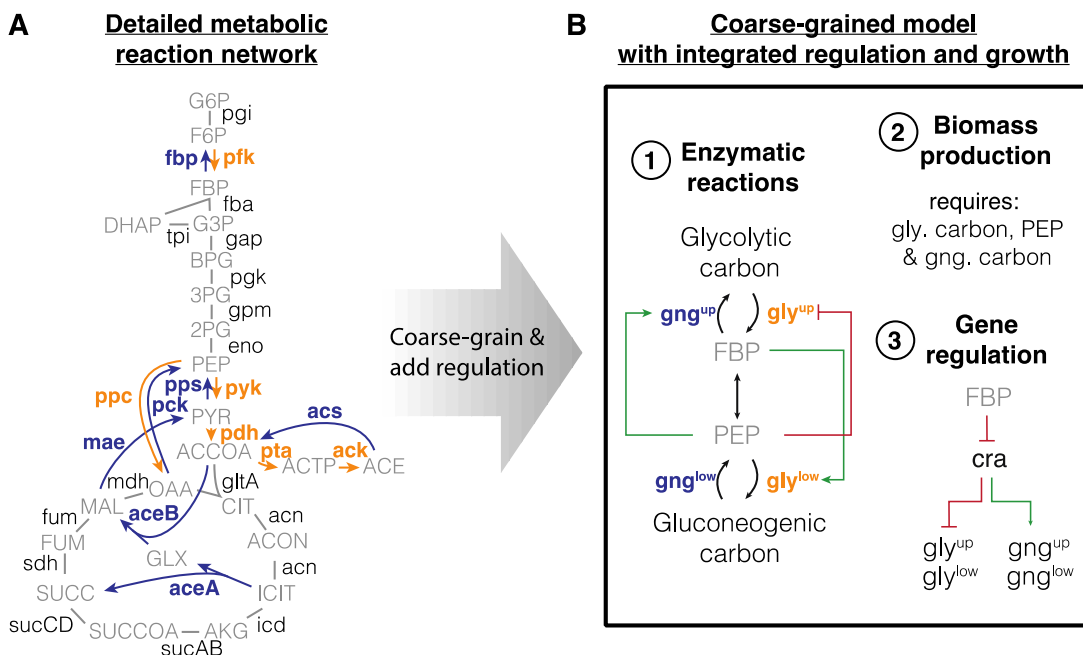 A
Detailed metabolic
reaction network
G6P
pgi
F6P
fbp
pfk
FBP
fba
DHAP
G3P
tpi
gap
BPG
pgk
3PG
gpm
2PG
eno
PEP
ppc
pps
pyk
pck
PYR
acs
mae
pdh
ACCOA
pta
ack
ACTP
ACE
mdh
OAA
gltA
MAL
CIT
aceB
fum
acn
FUM
ACON
GLX
sdh
acn
SUCC
aceA
ICIT
sucCD
icd
SUCCOA
AKG
sucAB
Coarse-grain &
add regulation
B
Coarse-grained model
with integrated regulation and growth
1
Enzymatic
reactions
Glycolytic
carbon
gng^up
gly^up
FBP
PEP
gng^low
gly^low
Gluconeogenic
carbon
2
Biomass
production
requires:
gly. carbon, PEP
& gng. carbon
3
Gene
regulation
FBP
cra
gly^up
gng^up
gly^low
gng^low